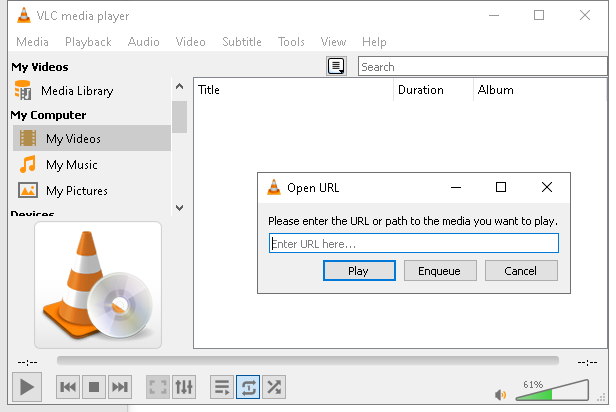 VLC media player
Media Playback Audio Video Subtitle Tools View Help
My Videos
Search
Media Library
Title Duration Album
My Computer
My Videos
My Music
My Pictures
Devices
Open URL
Please enter the URL or path to the media you want to play.
Enter URL here...
Play Enqueue Cancel
--:-- --:--
61%